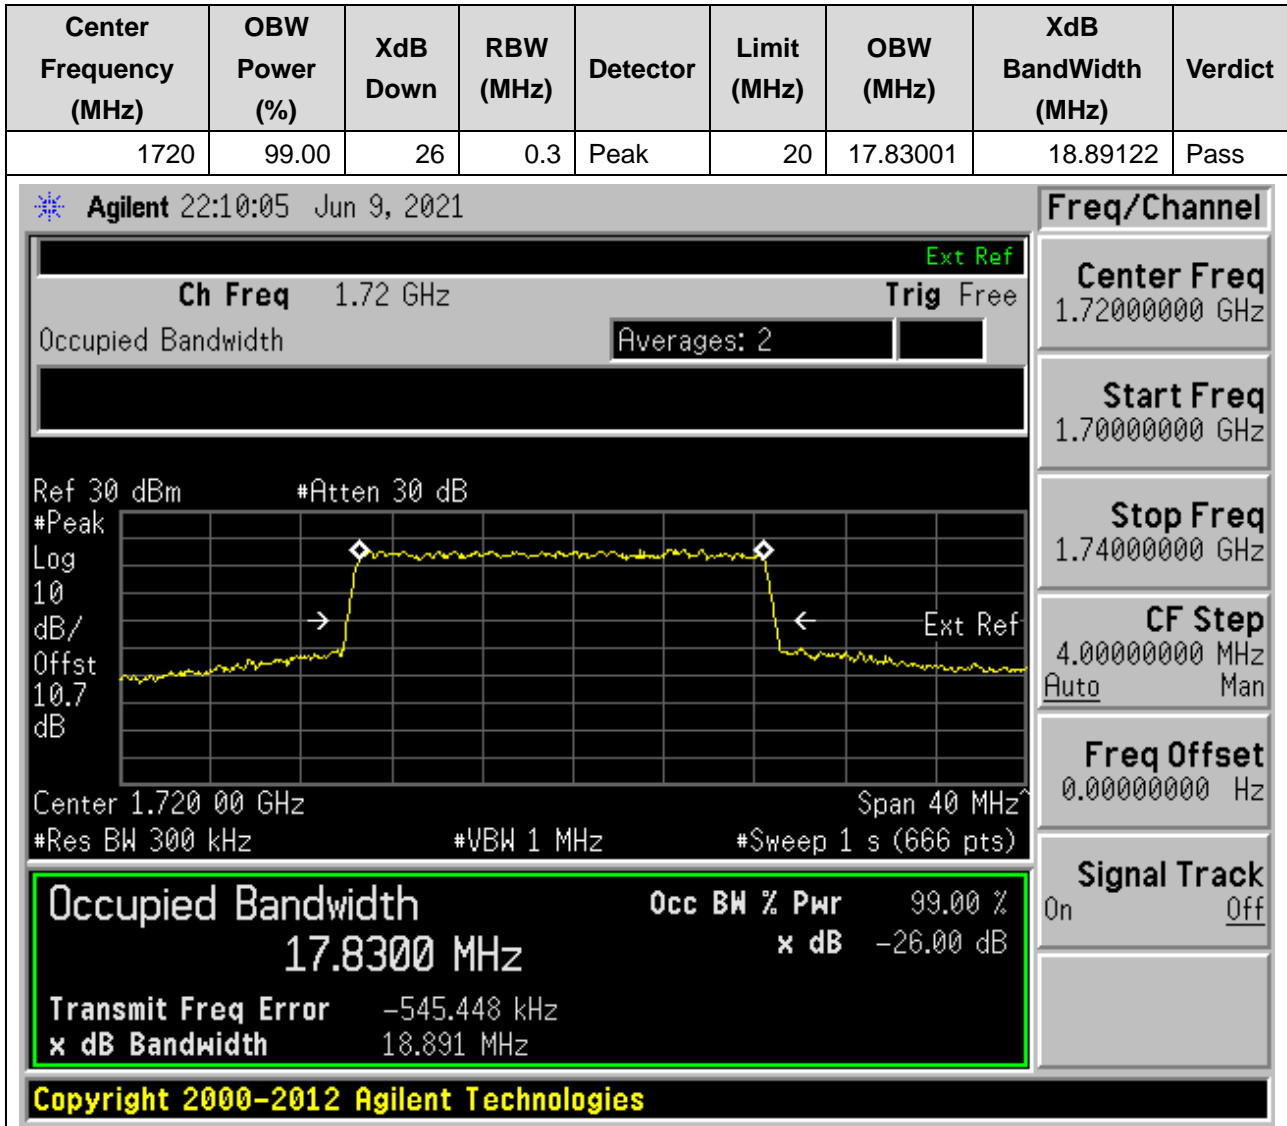 Center Frequency (MHz) OBW Power (%) XdB Down RBW (MHz) Detector Limit (MHz) OBW (MHz) XdB BandWidth (MHz) Verdict
1720 99.00 26 0.3 Peak 20 17.83001 18.89122 Pass
Agilent 22:10:05 Jun 9, 2021
Freq/Channel
Ext Ref
Ch Freq 1.72 GHz Trig Free
Occupied Bandwidth Averages: 2
Center Freq
1.72000000 GHz
Start Freq
1.70000000 GHz
Stop Freq
1.74000000 GHz
CF Step
4.00000000 MHz
Auto Man
Freq Offset
0.00000000 Hz
Signal Track
On Off
Ref 30 dBm #Atten 30 dB
#Peak
Log
10
dB/
Offst
10.7
dB
Ext Ref
Center 1.720 00 GHz Span 40 MHz^
#Res BW 300 kHz #VBW 1 MHz #Sweep 1 s (666 pts)
Occupied Bandwidth Occ BW % Pwr 99.00 %
17.8300 MHz x dB -26.00 dB
Transmit Freq Error -545.448 kHz
x dB Bandwidth 18.891 MHz
Copyright 2000-2012 Agilent Technologies